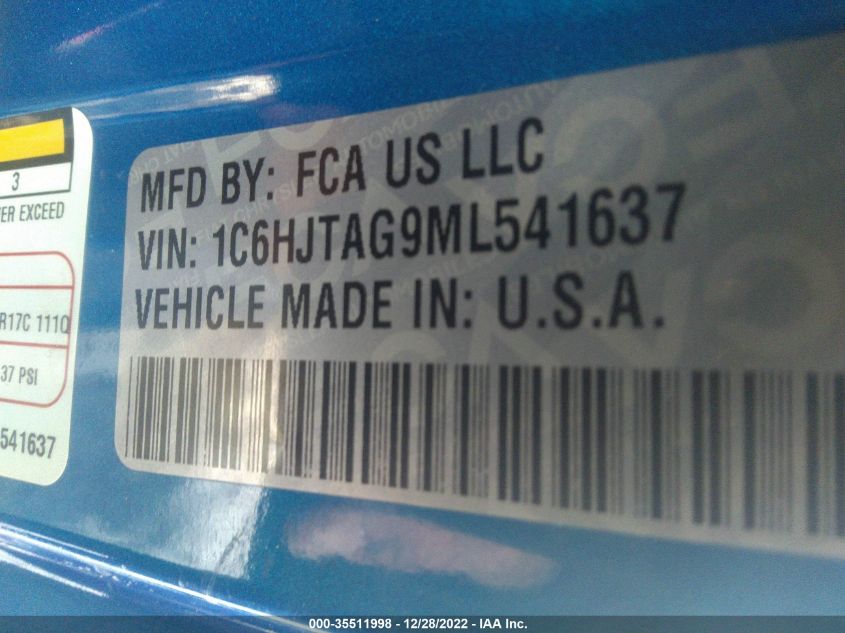 MFD BY: FCA US LLC
VIN: 1C6HJTAG9ML541637
VEHICLE MADE IN: U.S.A.
3
ER EXCEED
R17C 111Q
37 PSI
541637
000-35511998 - 12/28/2022 - IAA Inc.